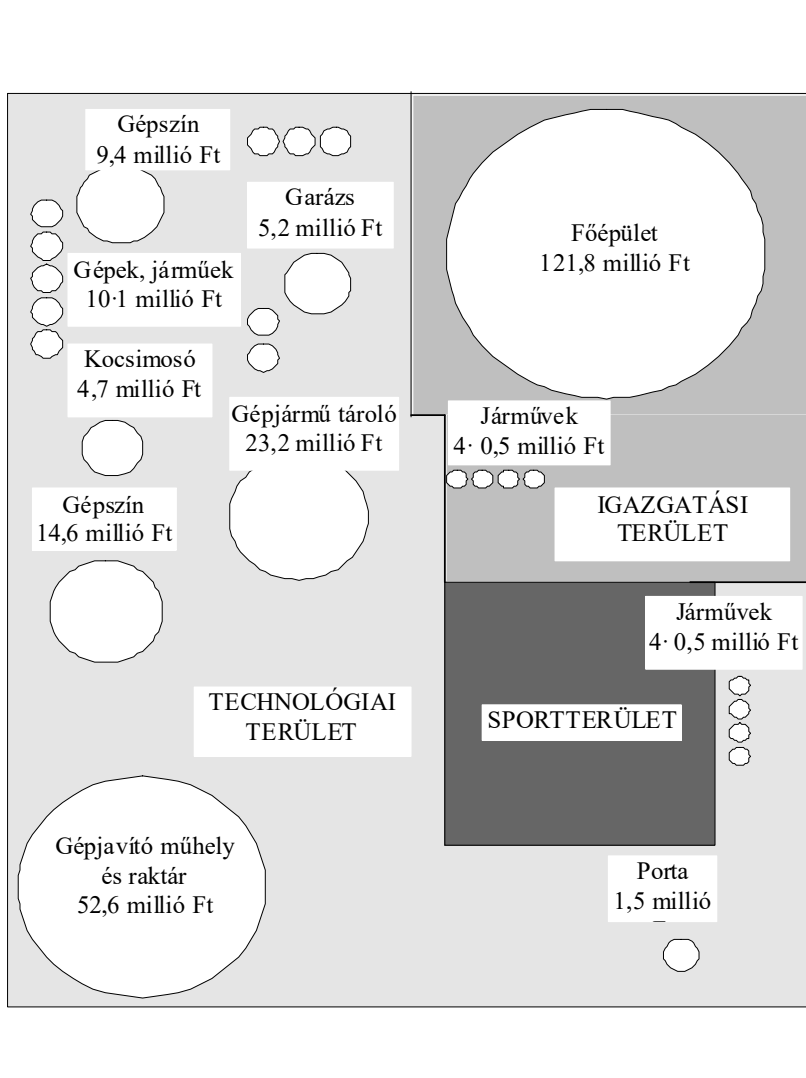 Gépszín
9,4 millió Ft
Garázs
5,2 millió Ft
Főépület
121,8 millió Ft
Gépek, járműek
10·1 millió Ft
Kocsimosó
4,7 millió Ft
Gépjármű tároló
23,2 millió Ft
Járművek
4· 0,5 millió Ft
Gépszín
14,6 millió Ft
IGAZGATÁSI
TERÜLET
Járművek
4· 0,5 millió Ft
TECHNOLÓGIAI
TERÜLET
SPORTTERÜLET
Gépjavító műhely
és raktár
52,6 millió Ft
Porta
1,5 millió